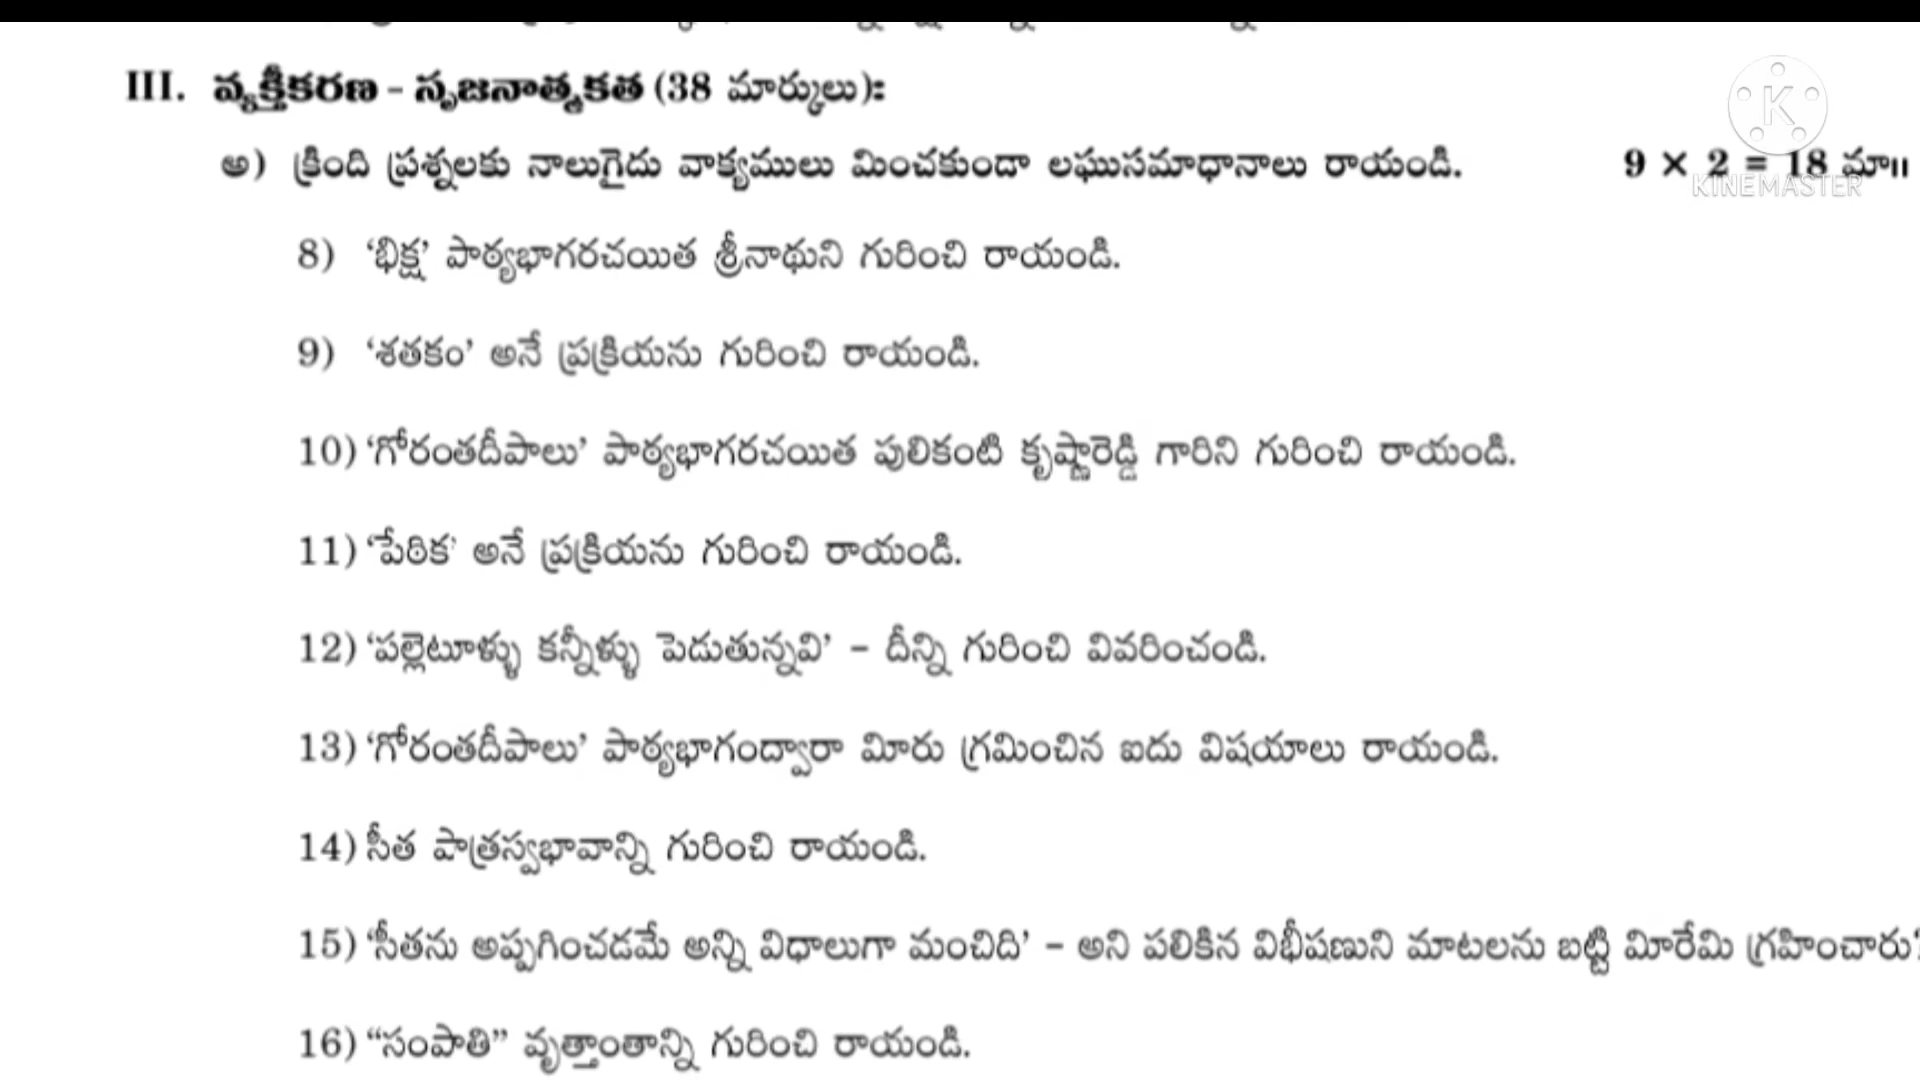 III. వ్యక్తీకరణ - సృజనాత్మకత (38 మార్కులు):
K
అ) క్రింది ప్రశ్నలకు నాలుగైదు వాక్యములు మించకుండా లఘుసమాధానాలు రాయండి. 9 × 2 = 18 మా॥
KINEMASTER
8) ‘భిక్ష’ పాఠ్యభాగరచయిత శ్రీనాథుని గురించి రాయండి.
9) ‘శతకం’ అనే ప్రక్రియను గురించి రాయండి.
10) ‘గోరంతదీపాలు’ పాఠ్యభాగరచయిత పులికంటి కృష్ణారెడ్డి గారిని గురించి రాయండి.
11) ‘పేఠిక’ అనే ప్రక్రియను గురించి రాయండి.
12) ‘పల్లెటూళ్ళు కన్నీళ్ళు పెడుతున్నవి’ – దీన్ని గురించి వివరించండి.
13) ‘గోరంతదీపాలు’ పాఠ్యభాగంద్వారా మీరు గ్రమించిన ఐదు విషయాలు రాయండి.
14) సీత పాత్రస్వభావాన్ని గురించి రాయండి.
15) ‘సీతను అప్పగించడమే అన్ని విధాలుగా మంచిది’ – అని పలికిన విభీషణుని మాటలను బట్టి మీరేమి గ్రహించారు?
16) “సంపాతి” వృత్తాంతాన్ని గురించి రాయండి.